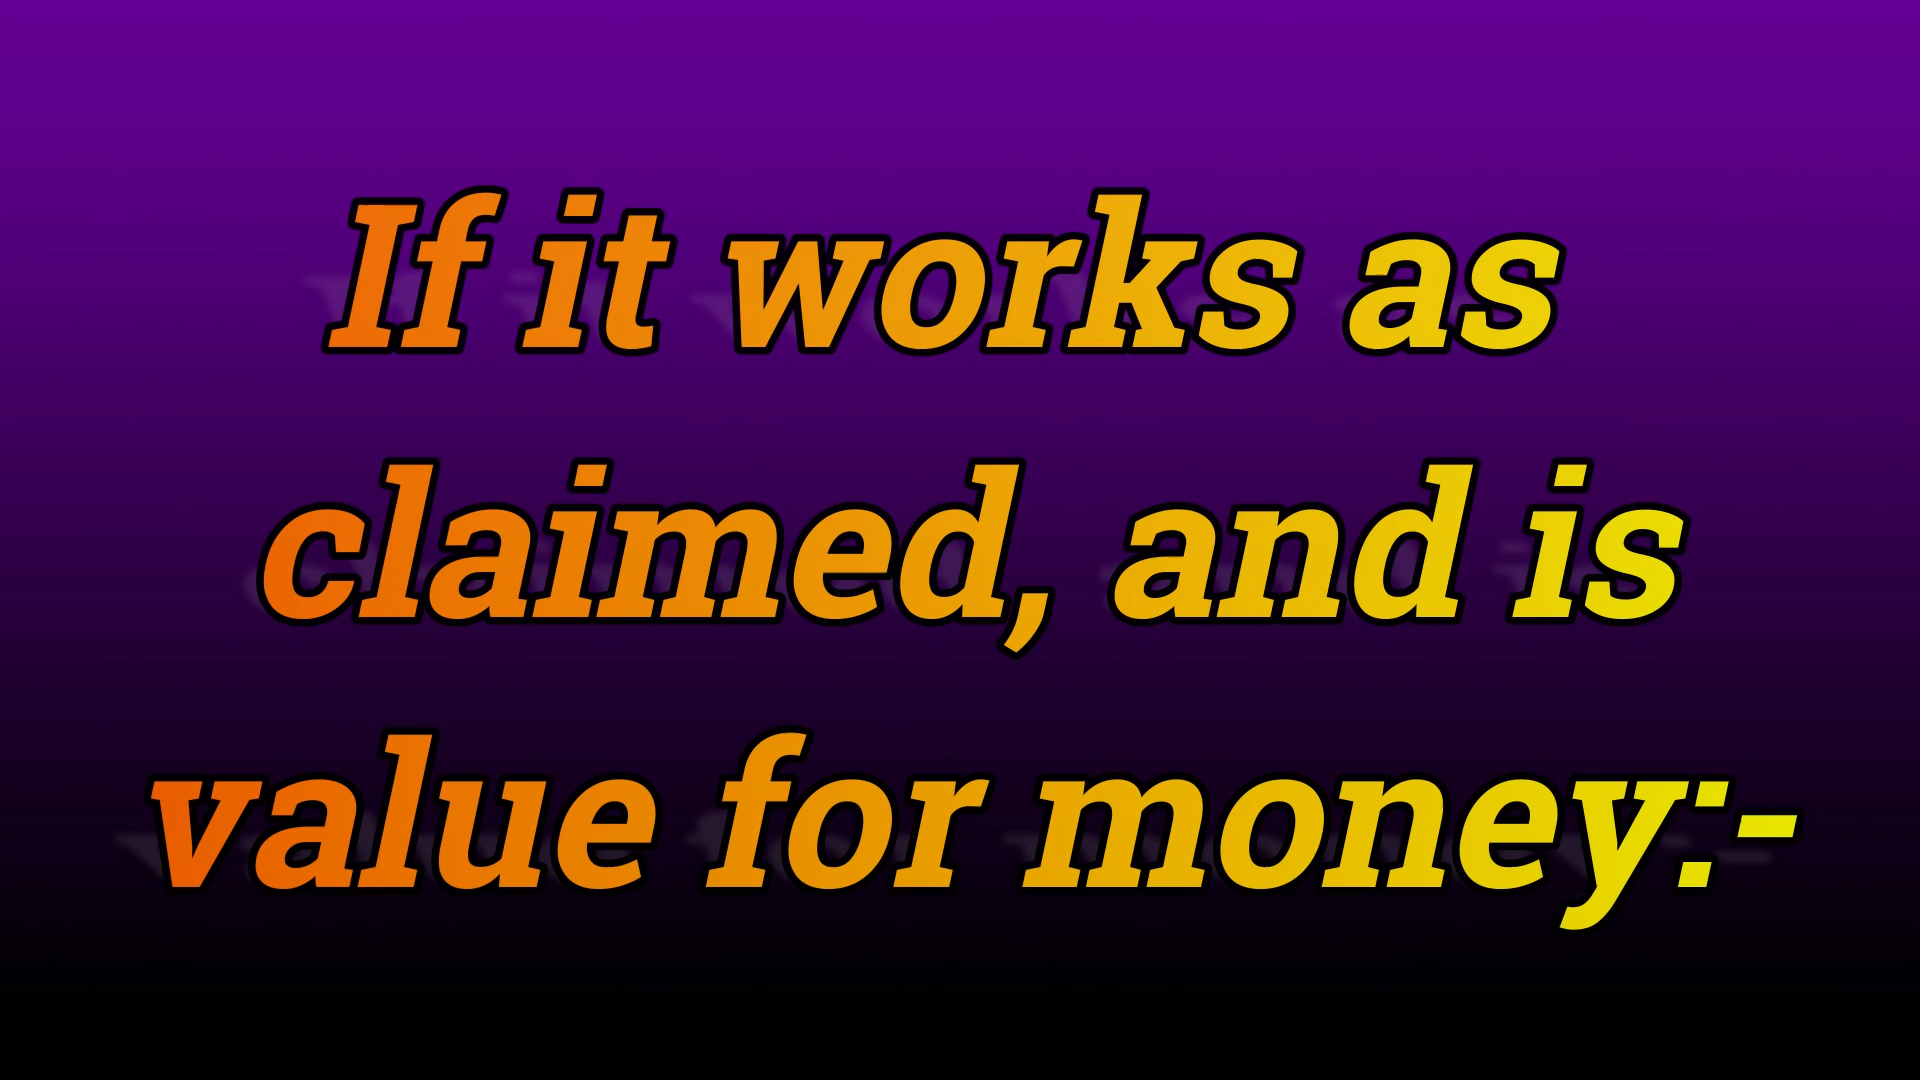 If it works as
claimed, and is
value for money:-